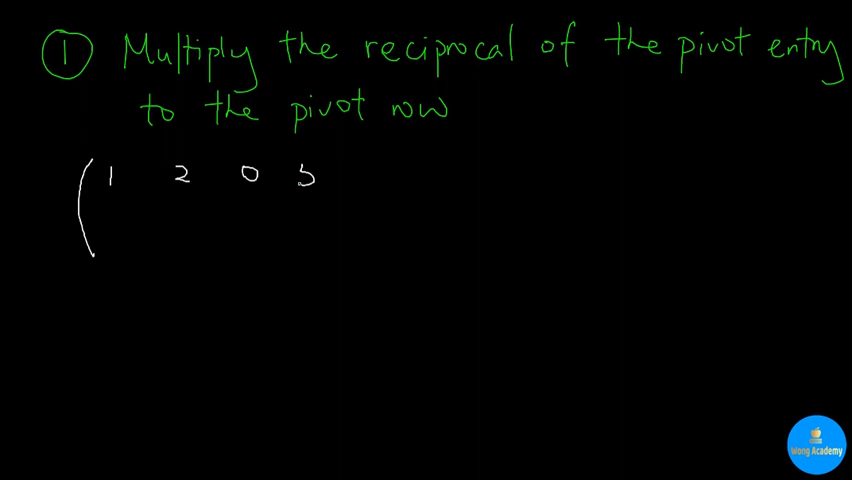 ① Multiply the reciprocal of the pivot entry
to the pivot row
( 1 2 0 5
Wong Academy